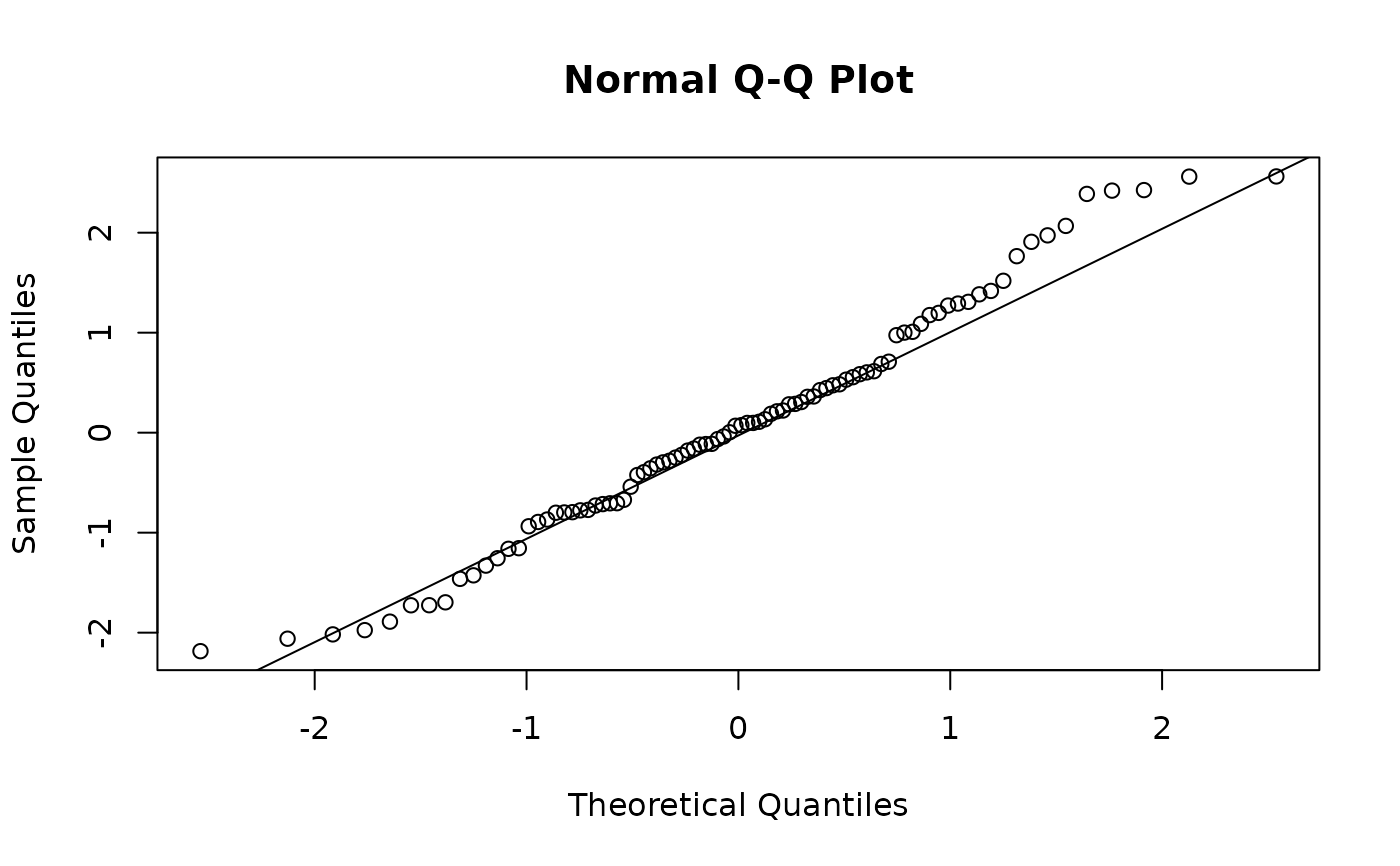 Normal Q-Q Plot
Sample Quantiles
2
1
0
-1
-2
-2 -1 0 1 2
Theoretical Quantiles